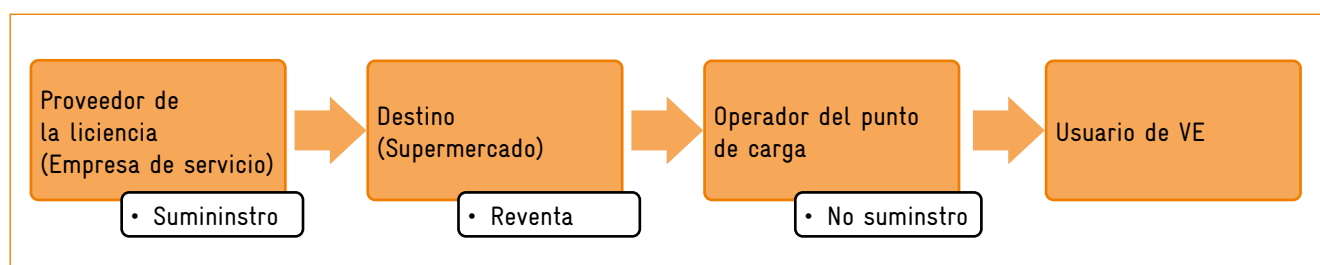 Proveedor de
la liciencia
(Empresa de servicio)
• Sumininstro
Destino
(Supermercado)
• Reventa
Operador del punto
de carga
• No suminstro
Usuario de VE